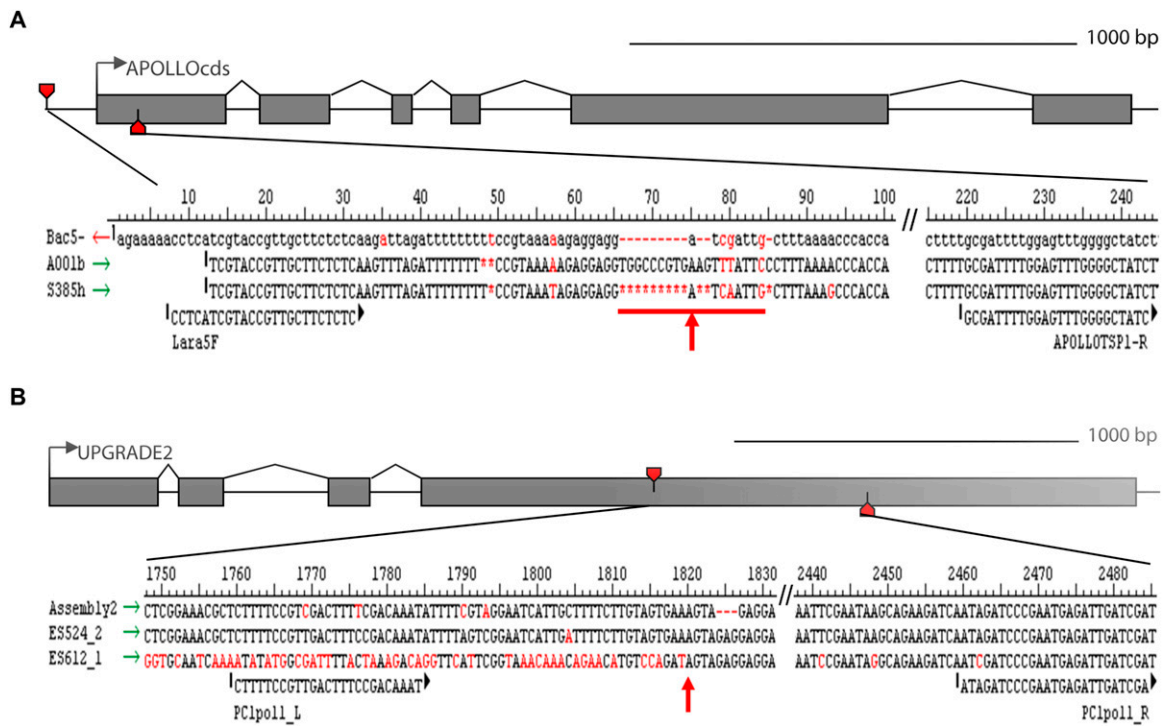 A
1000 bp
APOLLOcds
10 20 30 40 50 60 70 80 90 100 // 220 230 240
Bac5- ← agaaaaacctcatcgtaccgttgcttctctcaagattagatttttttttccgtaaaaagaggagg---------a--tcgattg-ctttaaaacccacca cttttgcgattttggagtttggggctatct
A001b → TCGTACCGTTGCTTCTCTCAAGTTTAGATTTTTTT**CCGTAAAAAGAGGAGGTGGCCCGTGAAGTTTATTCCCTTTAAAACCCACCA CTTTTGCGATTTTGGAGTTTGGGGCTATCT
S385h → TCGTACCGTTGCTTCTCTCAAGTTTAGATTTTTTTT*CCGTAAATAGAGGAGG*********A**TCAATTG*CTTTAAAGCCCACCA CTTTTGCGATTTTGGAGTTTGGGGCTATCT
CCTCATCGTACCGTTGCTTCTCTC GCGATTTTGGAGTTTGGGGCTATC
Lara5F APOLLOTSP1-R
B
1000 bp
UPGRADE2
1750 1760 1770 1780 1790 1800 1810 1820 1830 // 2440 2450 2460 2470 2480
Assembly2 → CTCGGAAACGCTCTTTTCCGTCGACTTTTCGACAAATATTTTCGTAGGAATCATTGCTTTTCTTGTAGTGAAAGTA---GAGGA AATTCGAATAAGCAGAAGATCAATAGATCCCGAATGAGATTGATCGAT
ES524_2 → CTCGGAAACGCTCTTTTCCGTTGACTTTCCGACAAATATTTTAGTCGGAATCATTGATTTTCTTGTAGTGAAAGTAGAGGAGGA AATTCGAATAAGCAGAAGATCAATAGATCCCGAATGAGATTGATCGAT
ES612_1 → GGTGCAATCAAAATATATGGCGATTTTACTAAAGACAGGTTCATTCGGTAAACAAACAGAACATGTCCAGATAGTAGAGGAGGA AATCCGAATAGGCAGAAGATCAATCGATCCCGAATGAGATTGATCGAT
CTTTTCCGTTGACTTTCCGACAAAT ATAGATCCCGAATGAGATTGATCGA
PClpoll_L PClpoll_R